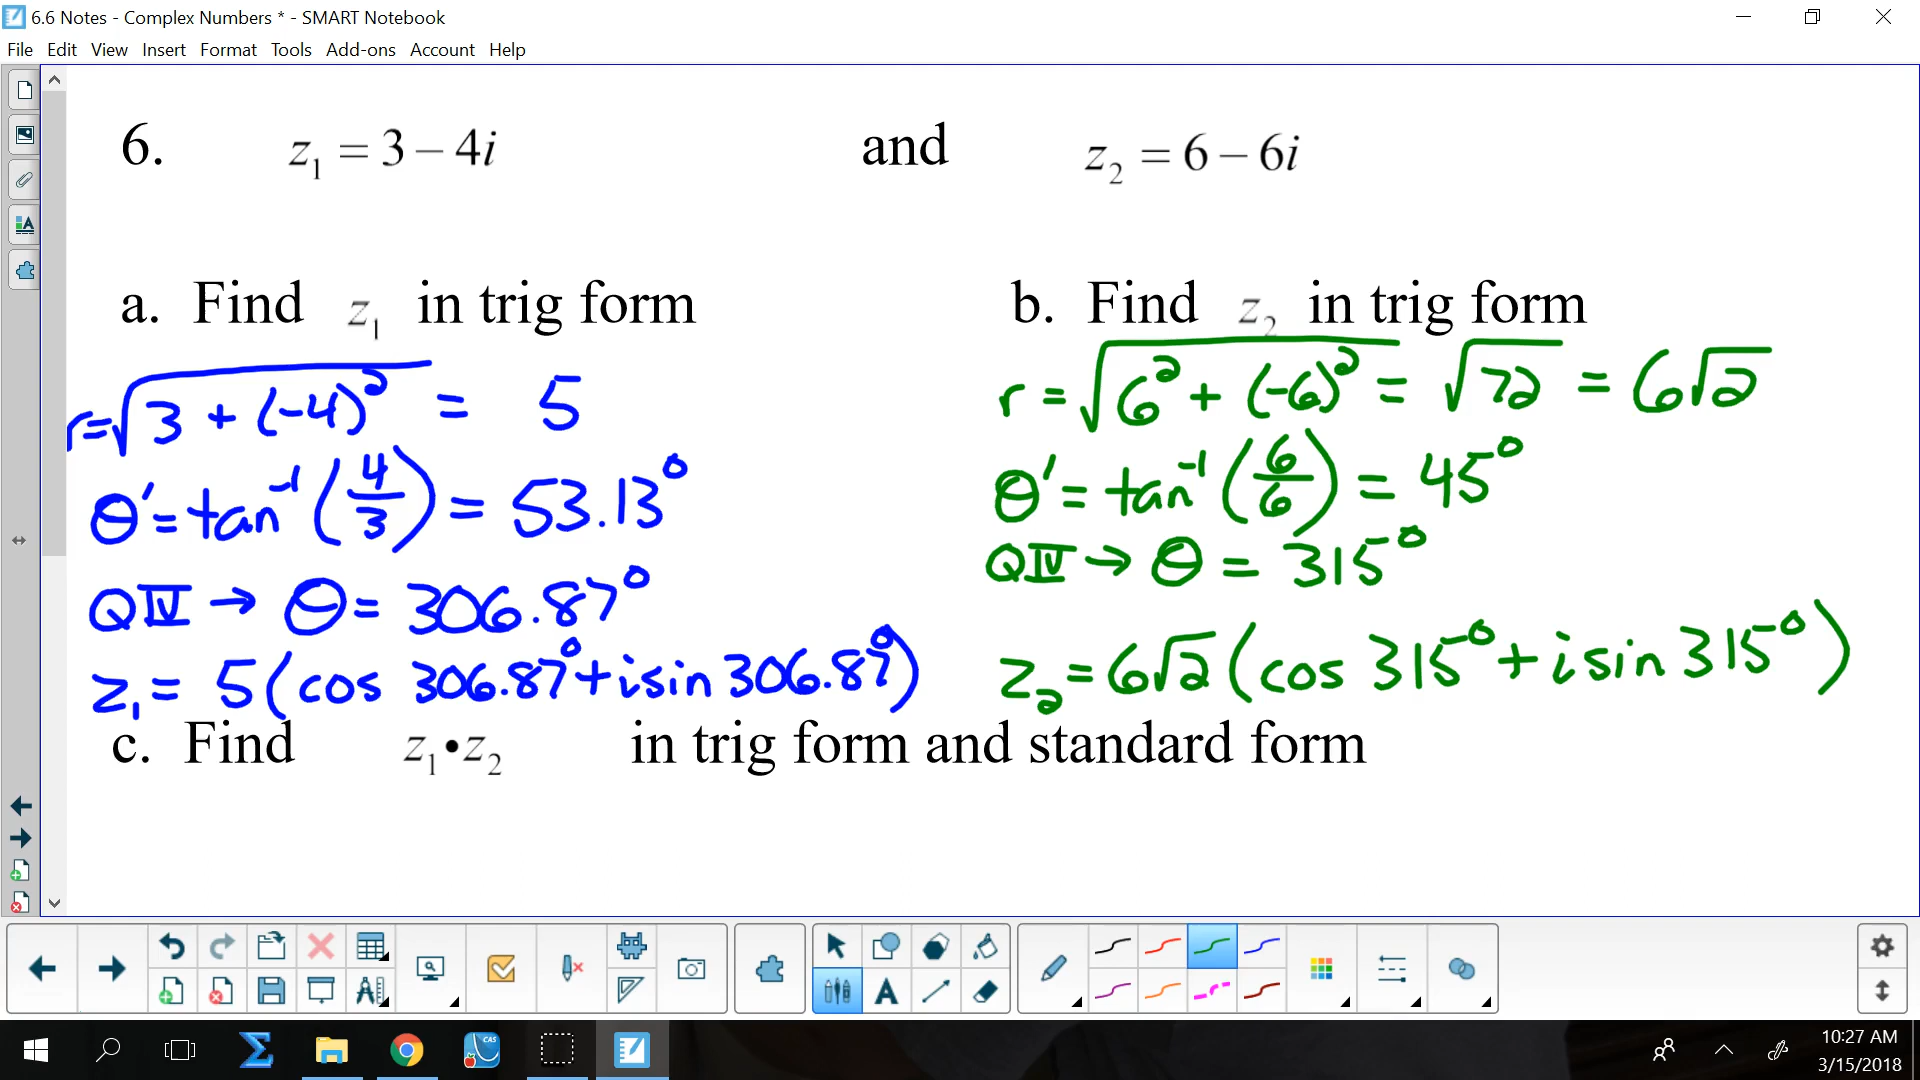 6.6 Notes - Complex Numbers * - SMART Notebook
File Edit View Insert Format Tools Add-ons Account Help
6. z₁ = 3 – 4i and z₂ = 6 – 6i
a. Find z₁ in trig form
b. Find z₂ in trig form
r = √(3 + (-4)²) = 5
θ' = tan⁻¹(4/3) = 53.13°
QIV → θ = 306.87°
z₁ = 5(cos 306.87° + i sin 306.87°)
r = √(6² + (-6)²) = √72 = 6√2
θ' = tan⁻¹(6/6) = 45°
QIV → θ = 315°
z₂ = 6√2(cos 315° + i sin 315°)
c. Find z₁•z₂ in trig form and standard form
A
CAS
10:27 AM
3/15/2018